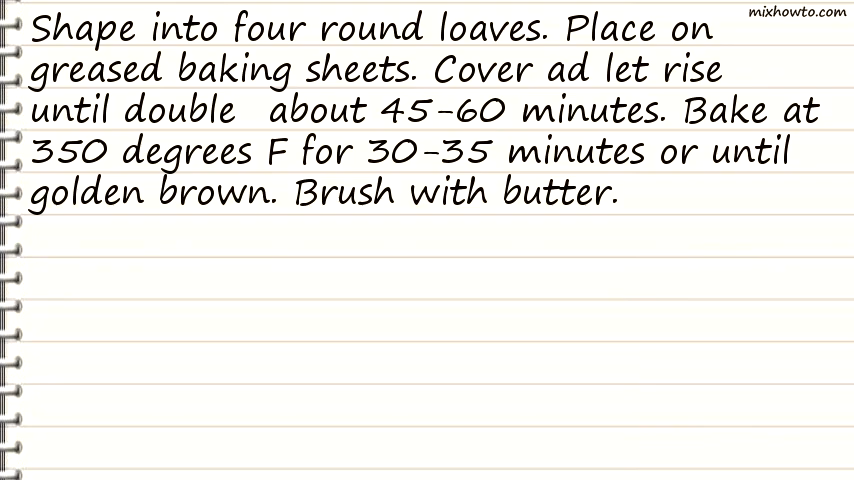 mixhowto.com
Shape into four round loaves. Place on
greased baking sheets. Cover ad let rise
until double about 45-60 minutes. Bake at
350 degrees F for 30-35 minutes or until
golden brown. Brush with butter.